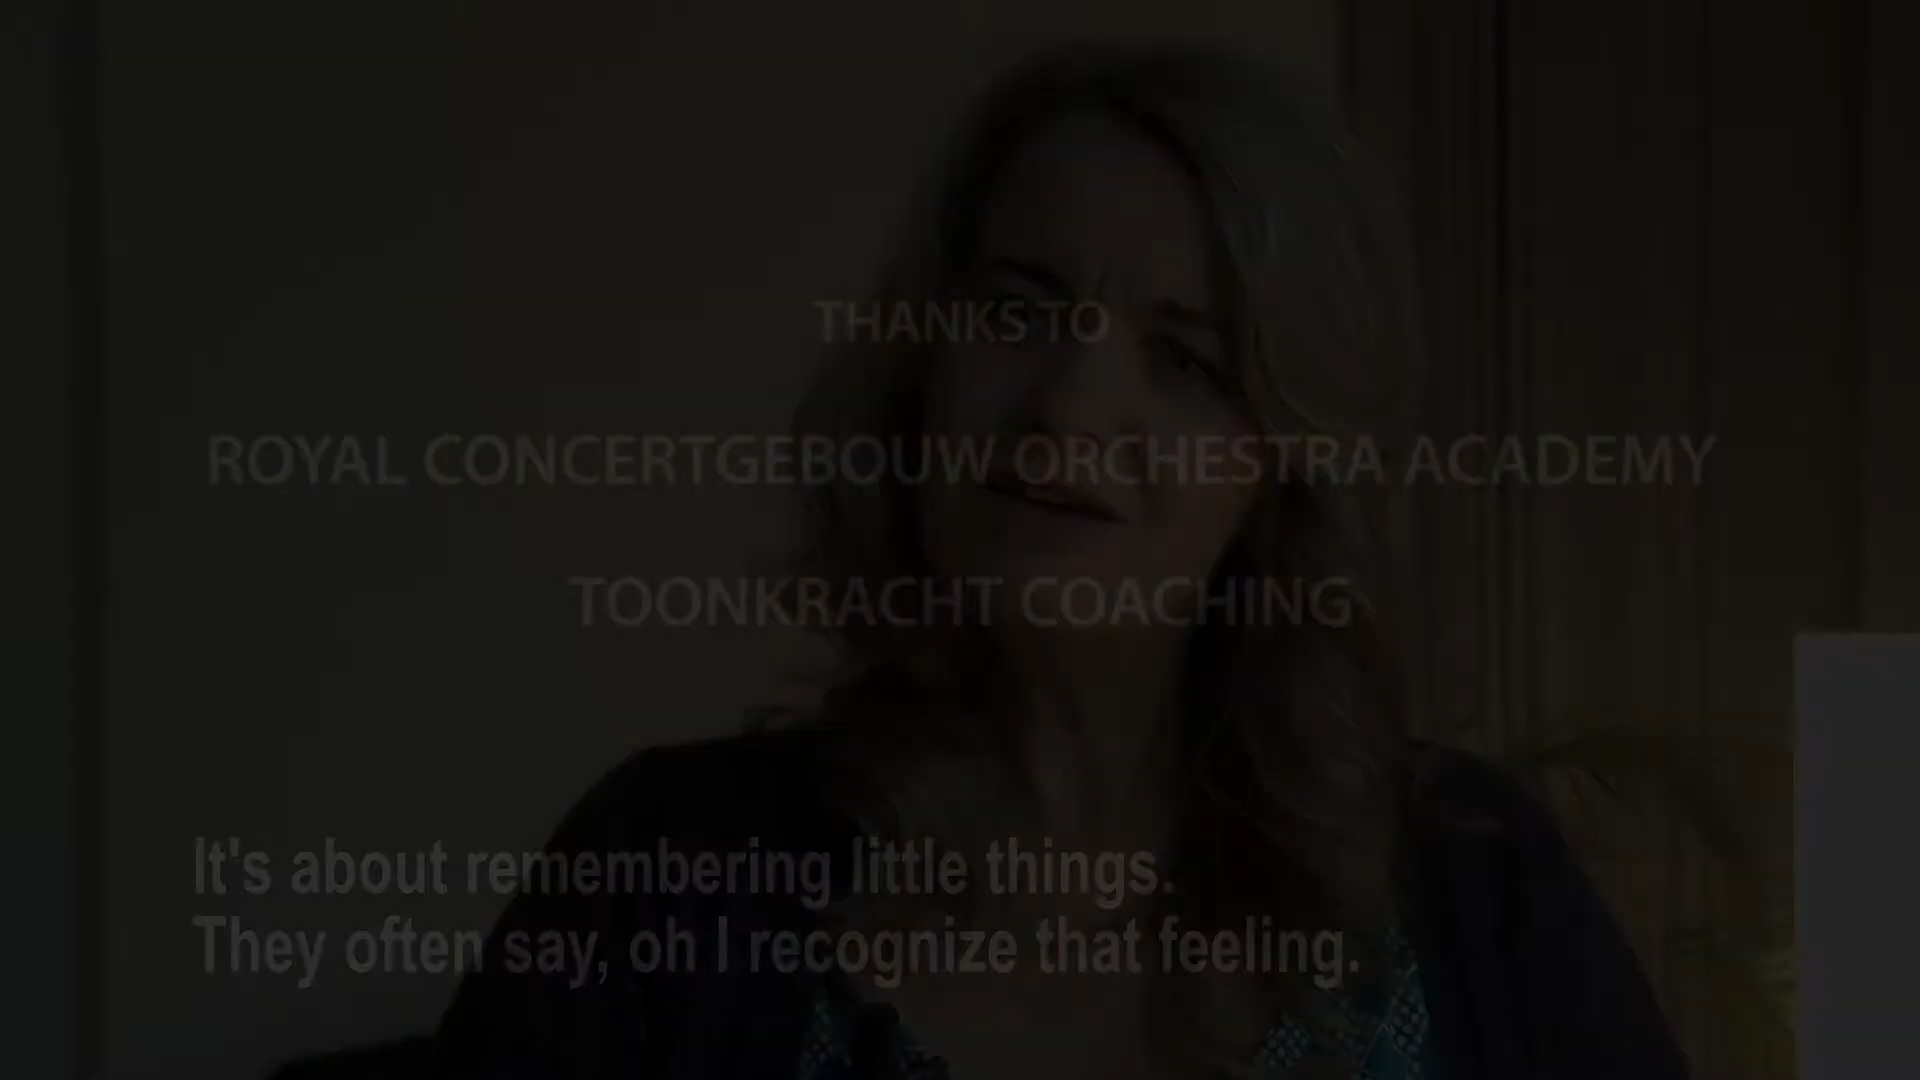 THANKS TO
ROYAL CONCERTGEBOUW ORCHESTRA ACADEMY
TOONKRACHT COACHING
It's about remembering little things.
They often say, oh I recognize that feeling.